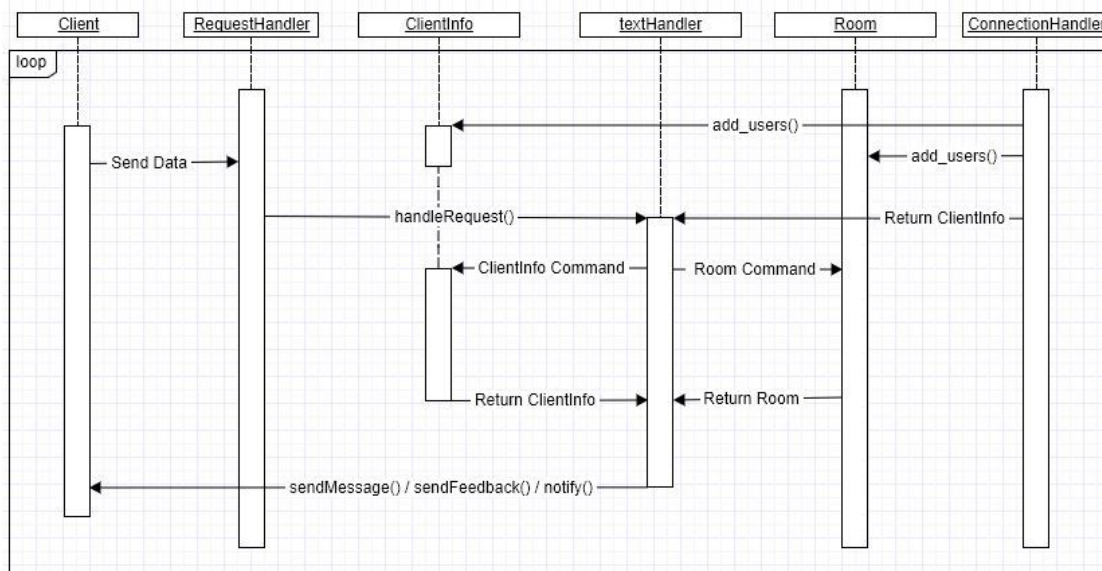 Client
RequestHandler
ClientInfo
textHandler
Room
ConnectionHandler
loop
add_users()
Send Data
add_users()
handleRequest()
Return ClientInfo
ClientInfo Command
Room Command
Return ClientInfo
Return Room
sendMessage() / sendFeedback() / notify()